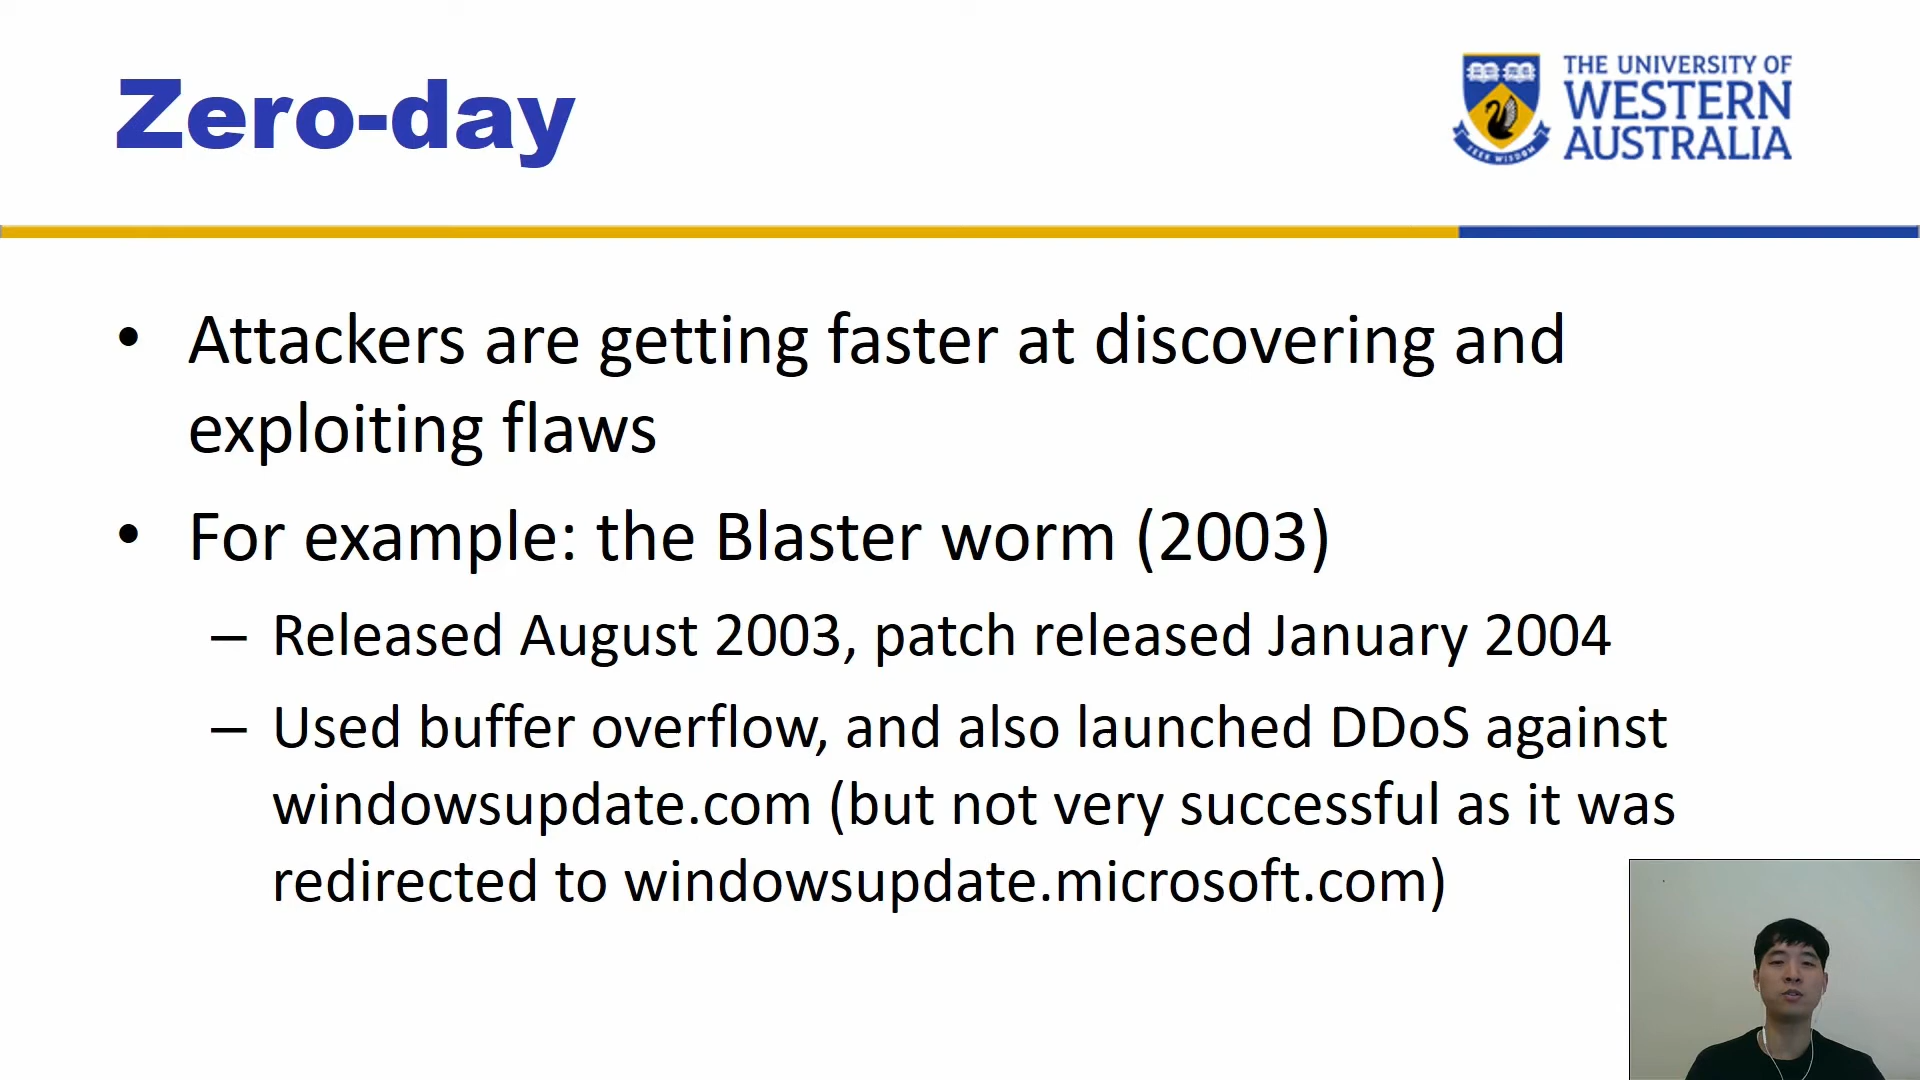 Zero-day
THE UNIVERSITY OF
WESTERN
AUSTRALIA
SEEK WISDOM
• Attackers are getting faster at discovering and
exploiting flaws
• For example: the Blaster worm (2003)
– Released August 2003, patch released January 2004
– Used buffer overflow, and also launched DDoS against
windowsupdate.com (but not very successful as it was
redirected to windowsupdate.microsoft.com)